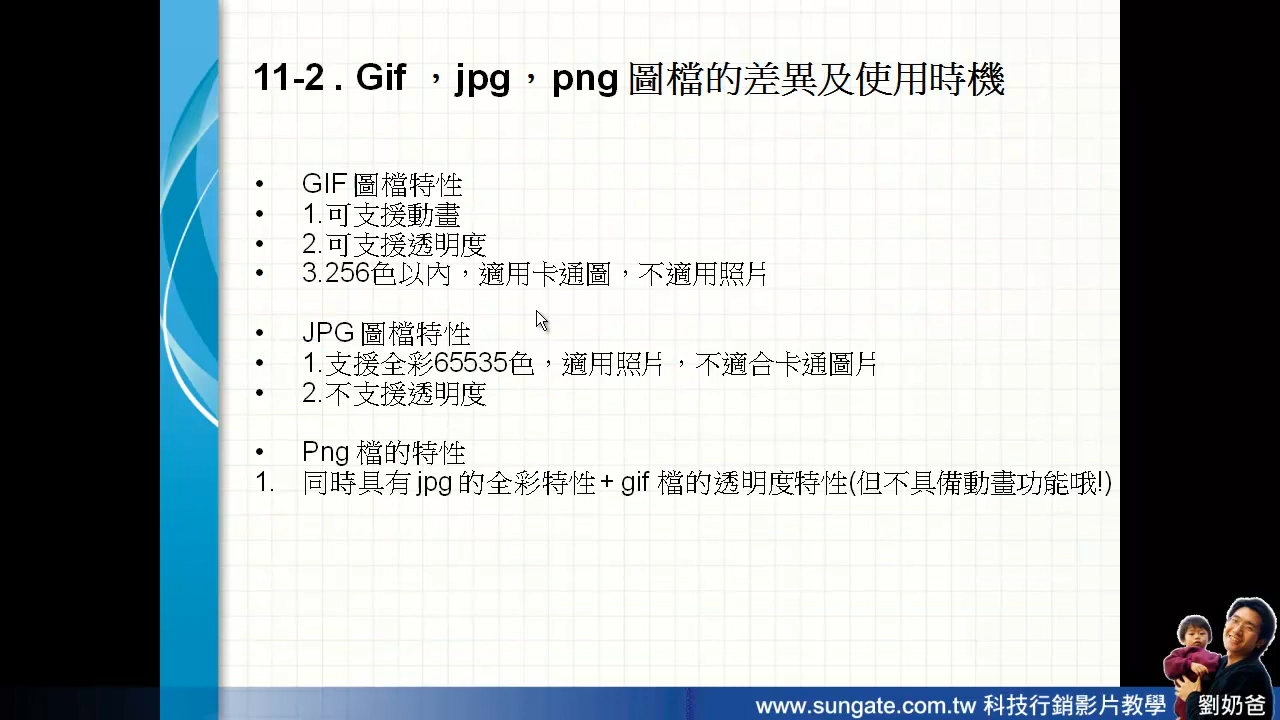 11-2 . Gif ，jpg，png 圖檔的差異及使用時機
• GIF 圖檔特性
• 1.可支援動畫
• 2.可支援透明度
• 3.256色以內，適用卡通圖，不適用照片
• JPG 圖檔特性
• 1.支援全彩65535色，適用照片，不適合卡通圖片
• 2.不支援透明度
• Png 檔的特性
1. 同時具有 jpg 的全彩特性 + gif 檔的透明度特性(但不具備動畫功能哦!)
www.sungate.com.tw 科技行銷影片教學 劉奶爸